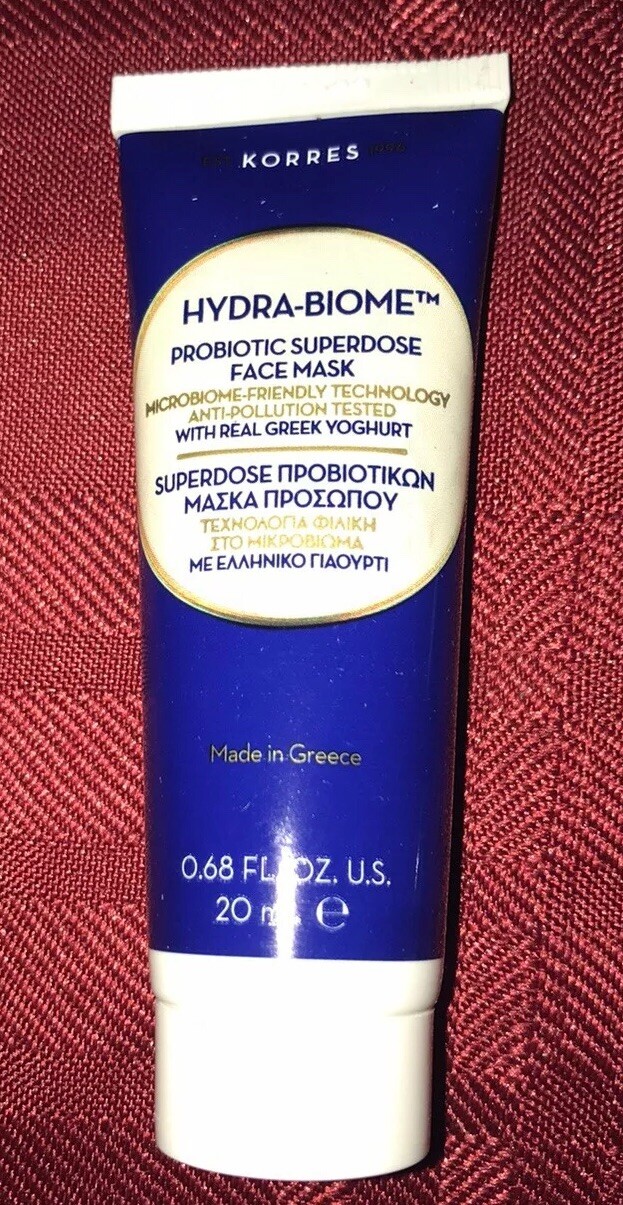 KORRES
HYDRA-BIOME™
PROBIOTIC SUPERDOSE
FACE MASK
MICROBIOME-FRIENDLY TECHNOLOGY
ANTI-POLLUTION TESTED
WITH REAL GREEK YOGHURT
SUPERDOSE ΠΡΟΒΙΟΤΙΚΩΝ
ΜΑΣΚΑ ΠΡΟΣΩΠΟΥ
ΤΕΧΝΟΛΟΓΙΑ ΦΙΛΙΚΗ
ΣΤΟ ΜΙΚΡΟΒΙΩΜΑ
ΜΕ ΕΛΛΗΝΙΚΟ ΓΙΑΟΥΡΤΙ
Made in Greece
0.68 FL. OZ. U.S.
20 ℮